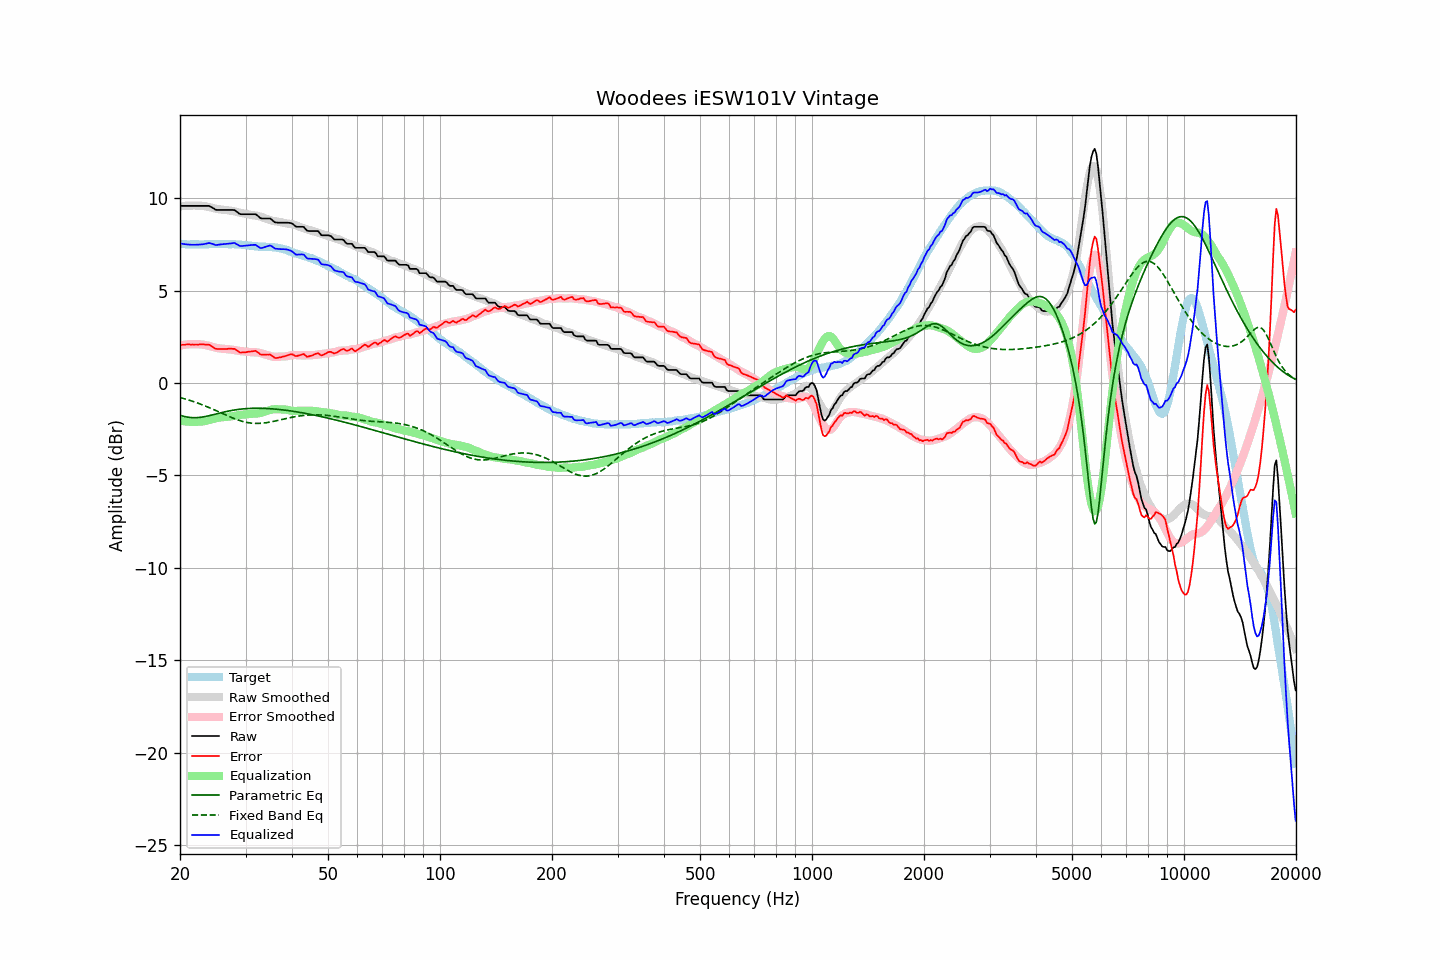 Woodees iESW101V Vintage
Amplitude (dBr)
10
5
0
−5
−10
−15
−20
−25
Target
Raw Smoothed
Error Smoothed
Raw
Error
Equalization
Parametric Eq
Fixed Band Eq
Equalized
20
50
100
200
500
1000
2000
5000
10000
20000
Frequency (Hz)